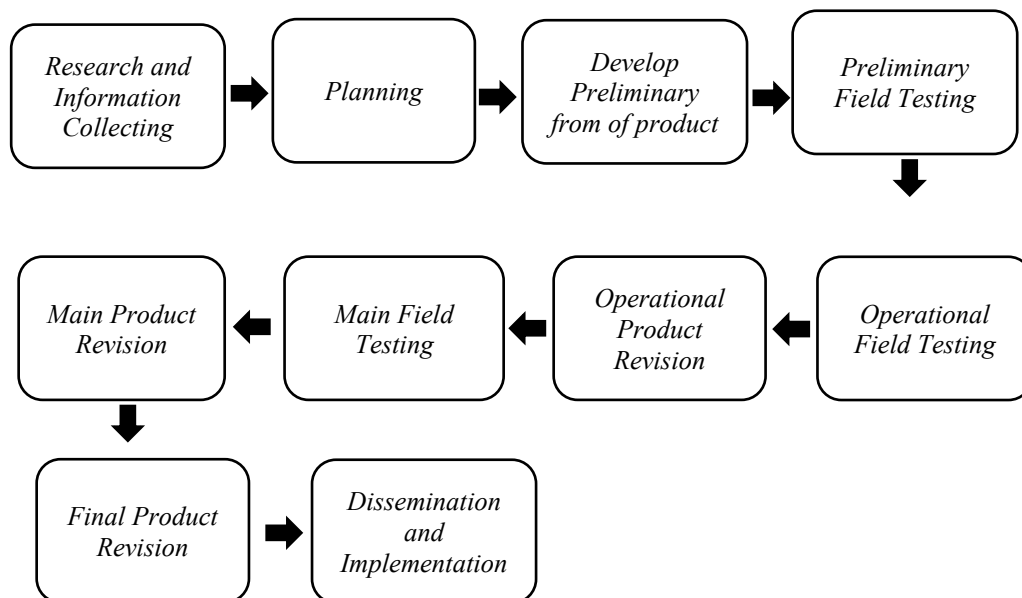 Research and
Information
Collecting
Planning
Develop
Preliminary
from of product
Preliminary
Field Testing
Operational
Field Testing
Operational
Product
Revision
Main Field
Testing
Main Product
Revision
Final Product
Revision
Dissemination
and
Implementation